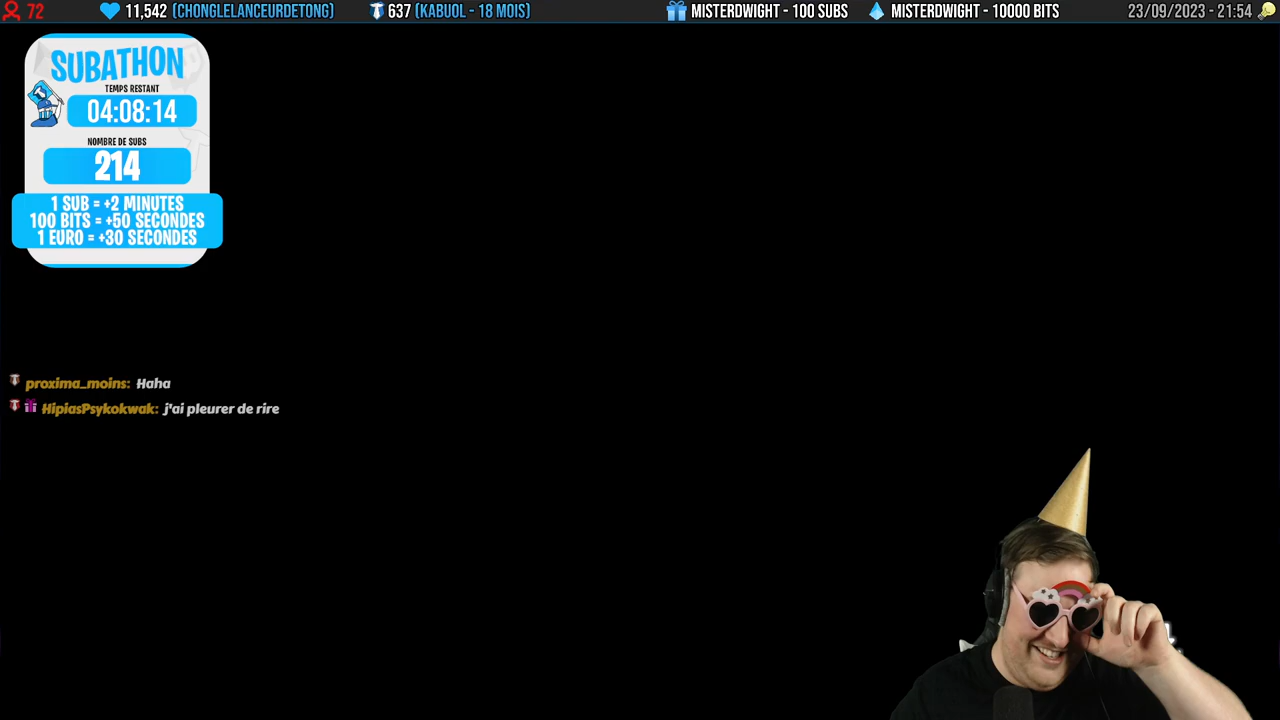 72
11,542 (CHONGLELANCEURDETONG)
637 (KABUOL - 18 MOIS)
MISTERDWIGHT - 100 SUBS
MISTERDWIGHT - 10000 BITS
23/09/2023 - 21:54
SUBATHON
TEMPS RESTANT
04:08:14
NOMBRE DE SUBS
214
1 SUB = +2 MINUTES
100 BITS = +50 SECONDES
1 EURO = +30 SECONDES
proxima_moins: Haha
HipiasPsykokwak: j'ai pleurer de rire